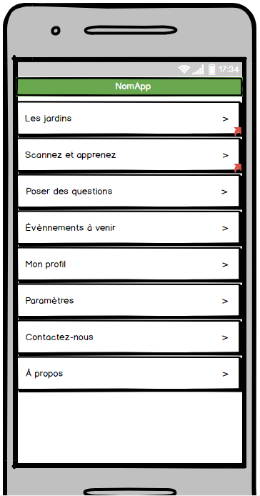 17:34
NomApp
Les jardins >
Scannez et apprenez >
Poser des questions >
Évènnements à venir >
Mon profil >
Paramètres >
Contactez-nous >
À propos >